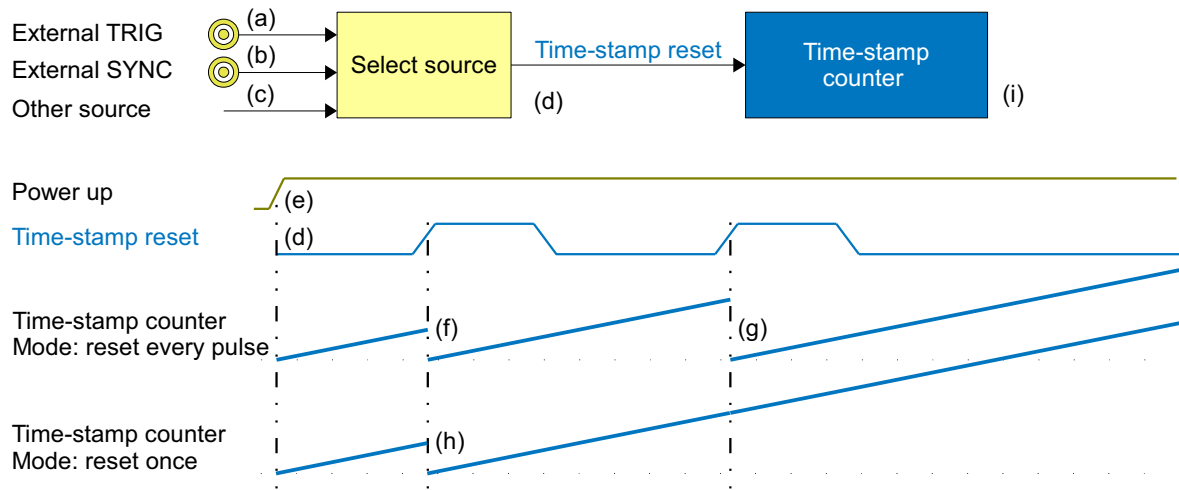 External TRIG
(a)
External SYNC
(b)
Other source
(c)
Select source
Time-stamp reset
(d)
Time-stamp
counter
(i)
Power up
(e)
Time-stamp reset
(d)
Time-stamp counter
Mode: reset every pulse
(f)
(g)
Time-stamp counter
Mode: reset once
(h)